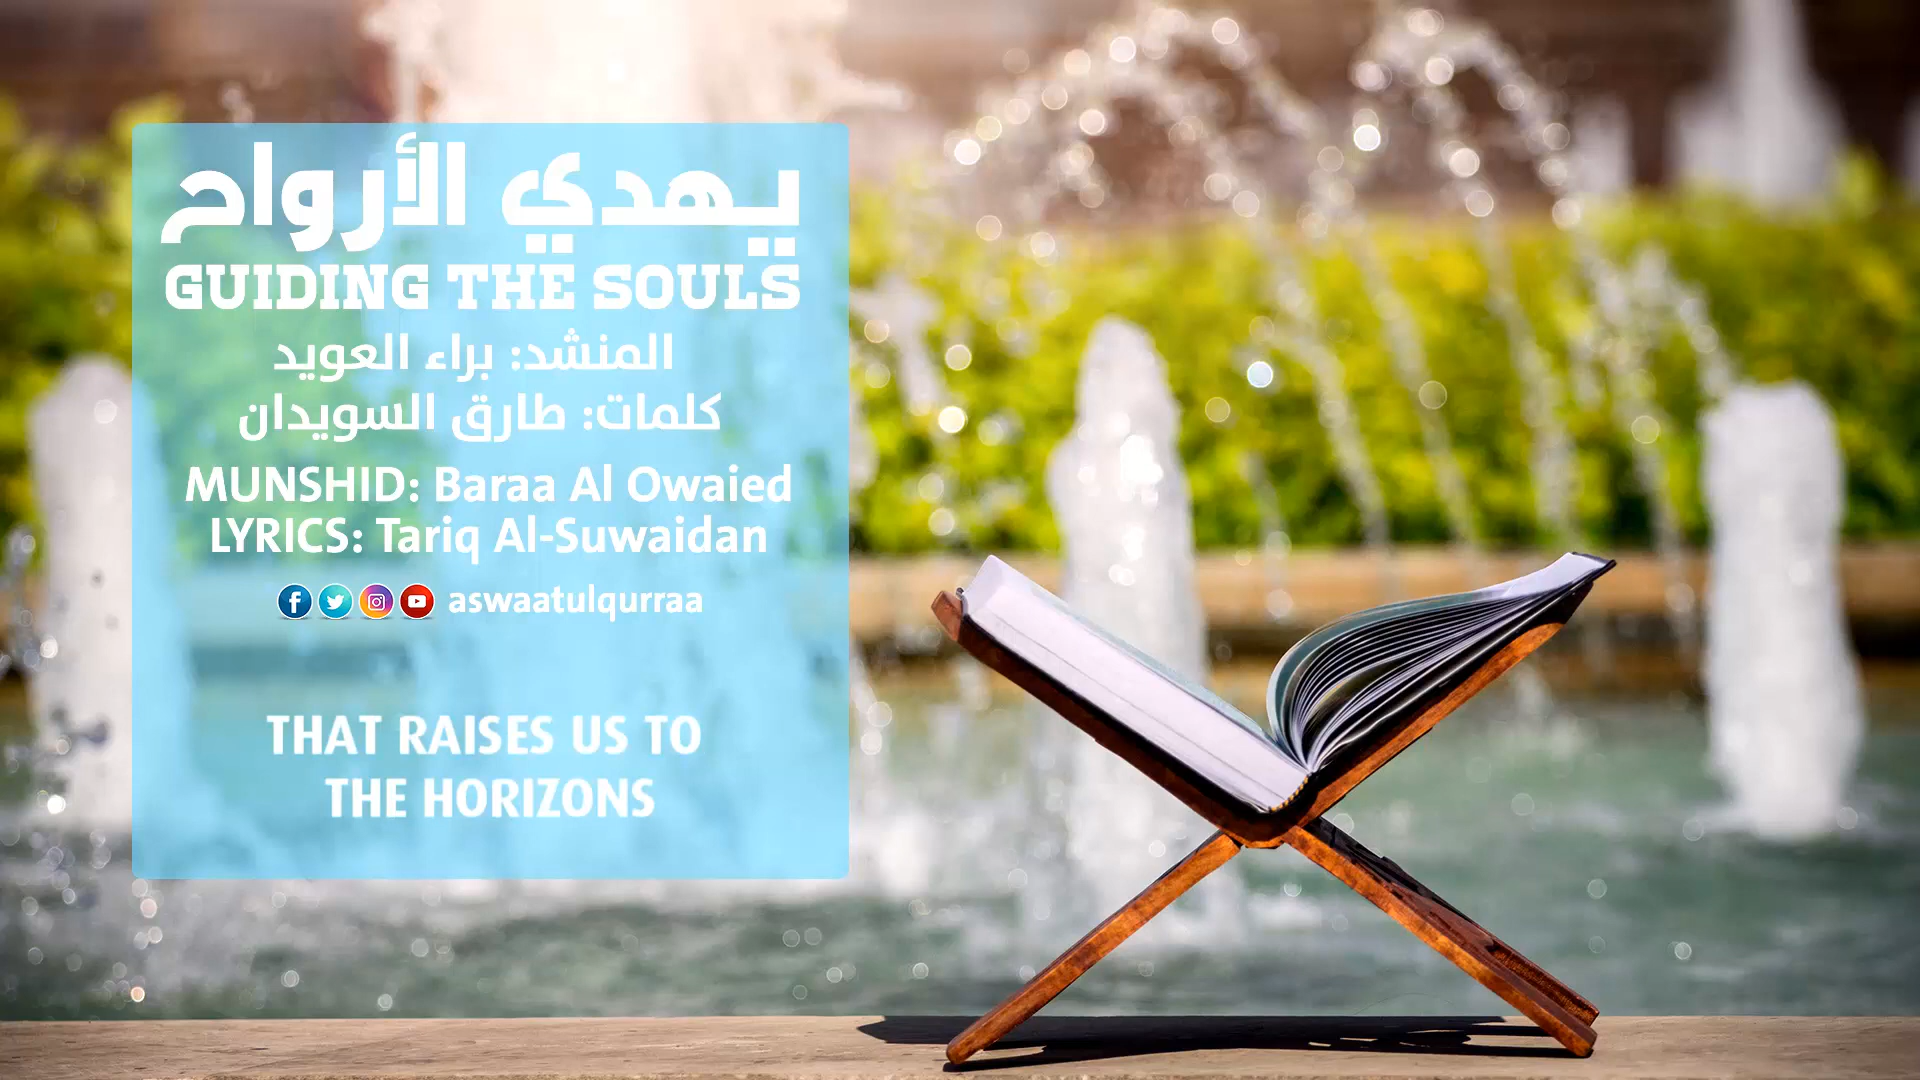 يهدي الأرواح
GUIDING THE SOULS
المنشد: براء العويد
كلمات: طارق السويدان
MUNSHID: Baraa Al Owaied
LYRICS: Tariq Al-Suwaidan
aswaatulqurraa
THAT RAISES US TO
THE HORIZONS